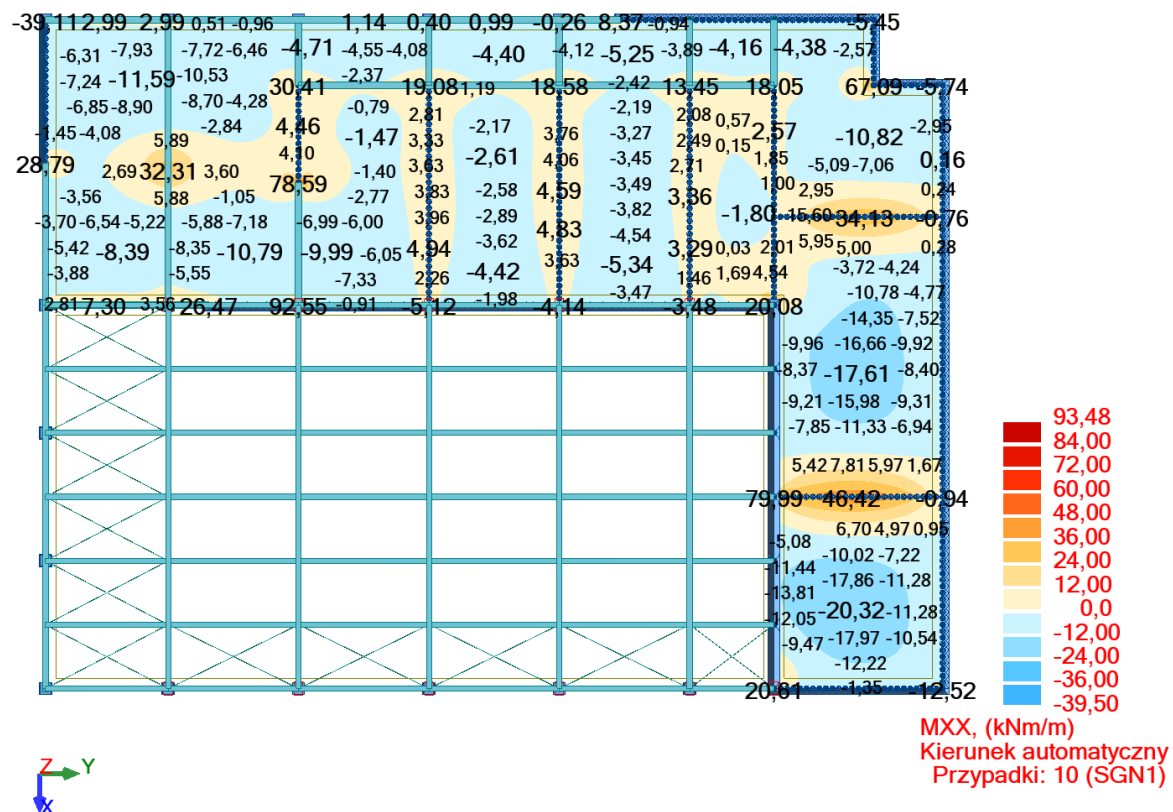 -39,11 2,99 2,99 0,51 -0,96 1,14 0,40 0,99 -0,26 8,37 -0,94 -5,45
-6,31 -7,93 -7,72 -6,46 -4,71 -4,55 -4,08 -4,40 -4,12 -5,25 -3,89 -4,16 -4,38 -2,57
-7,24 -11,59 -10,53 -2,37
30,41 19,08 1,19 18,58 -2,42 13,45 18,05 67,09 -5,74
-6,85 -8,90 -8,70 -4,28 -0,79 2,81 -2,19 2,08 0,57
-1,45 -4,08 -2,84 4,46 -1,47 3,33 -2,17 3,76 -3,27 2,49 0,15 2,57 -10,82 -2,95
5,89 4,10 3,63 -2,61 4,06 -3,45 2,71 1,85 -5,09 -7,06 0,16
28,79 2,69 32,31 3,60 -1,40
78,59 3,83 -2,58 4,59 -3,49 3,36 1,00 2,95 0,24
-3,56 5,88 -1,05 -2,77
-3,70 -6,54 -5,22 -5,88 -7,18 -6,99 -6,00 3,96 -2,89 4,83 -3,82 -1,80 15,60 34,13 -0,76
-5,42 -8,39 -8,35 -10,79 -9,99 -6,05 4,94 -3,62 3,63 -4,54 3,29 0,03 2,01 5,95 5,00 0,28
-3,88 -5,55 -7,33 2,26 -4,42 -5,34 1,46 1,69 4,54 -3,72 -4,24
-1,98 -3,47 -10,78 -4,77
2,81 7,30 3,56 26,47 92,55 -0,91 -5,12 -4,14 -3,48 20,08
-14,35 -7,52
-9,96 -16,66 -9,92
-8,37 -17,61 -8,40
-9,21 -15,98 -9,31
-7,85 -11,33 -6,94
5,42 7,81 5,97 1,67
79,99 46,42 -0,94
6,70 4,97 0,95
-5,08 -10,02 -7,22
-11,44 -17,86 -11,28
-13,81
-12,05 -20,32 -11,28
-9,47 -17,97 -10,54
-12,22
20,61 -1,35 -12,52
93,48
84,00
72,00
60,00
48,00
36,00
24,00
12,00
0,0
-12,00
-24,00
-36,00
-39,50
MXX, (kNm/m)
Kierunek automatyczny
Przypadki: 10 (SGN1)
Z Y
X